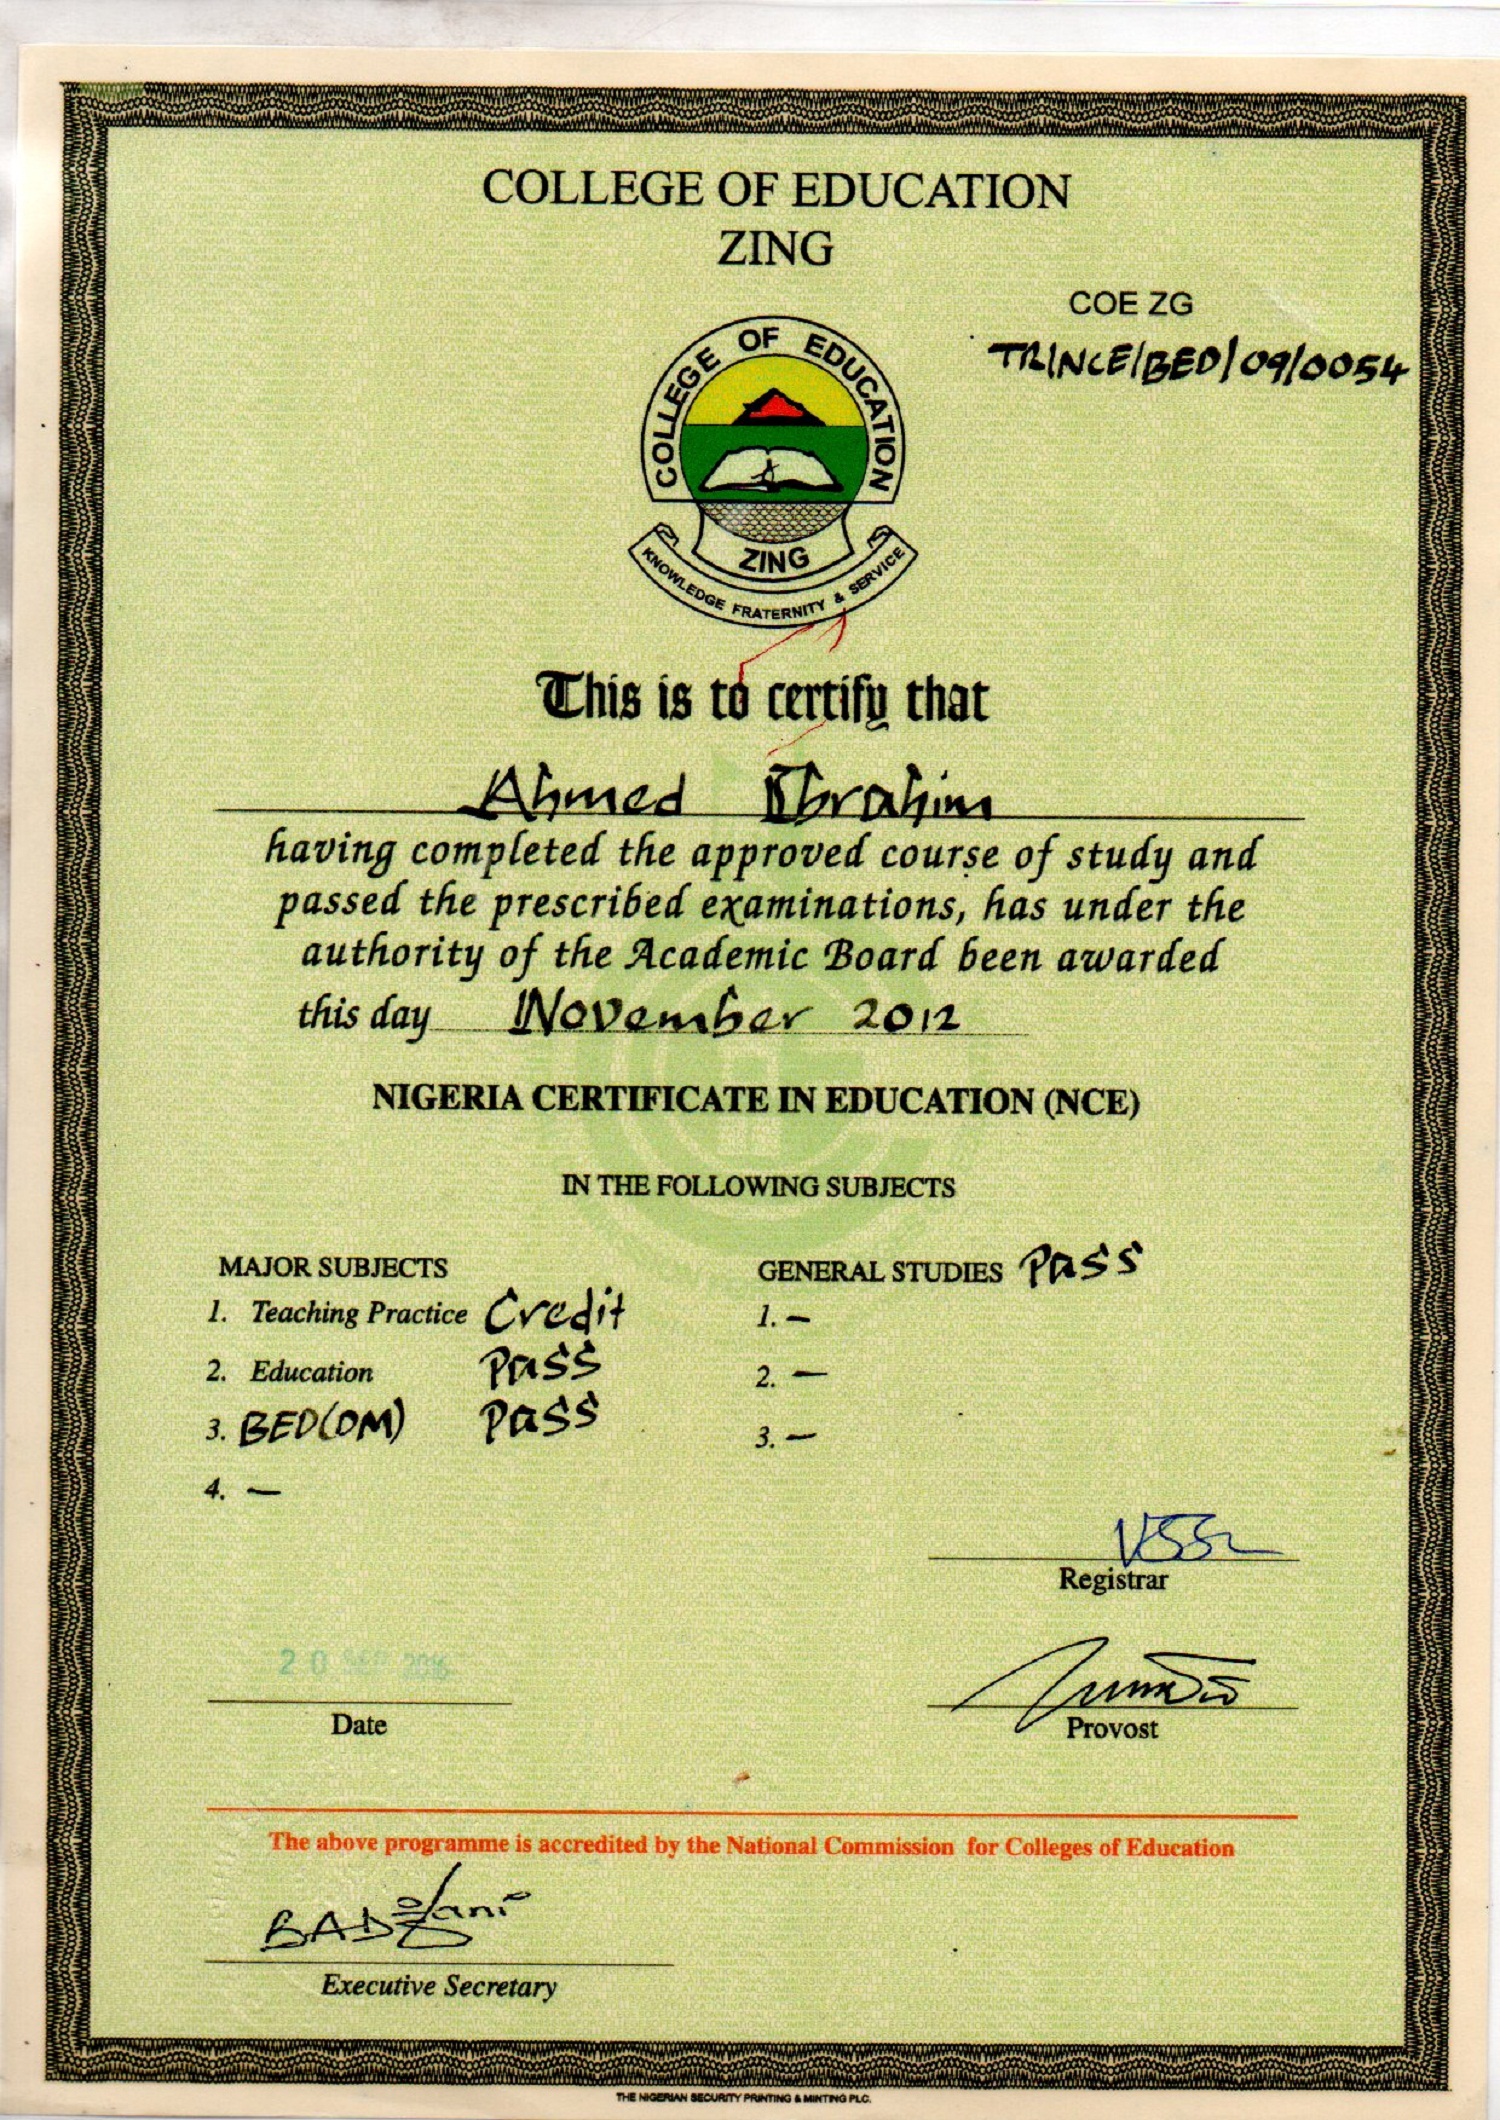 COLLEGE OF EDUCATION
ZING
COE ZG
TR/NCE/BED/09/0054
COLLEGE OF EDUCATION
ZING
KNOWLEDGE FRATERNITY & SERVICE
This is to certify that
Ahmed Ibrahim
having completed the approved course of study and
passed the prescribed examinations, has under the
authority of the Academic Board been awarded
this day November 2012
NIGERIA CERTIFICATE IN EDUCATION (NCE)
IN THE FOLLOWING SUBJECTS
MAJOR SUBJECTS
1. Teaching Practice Credit
2. Education Pass
3. BED(OM) Pass
4. —
GENERAL STUDIES Pass
1. —
2. —
3. —
Registrar
20 2016
Date
Provost
The above programme is accredited by the National Commission for Colleges of Education
Executive Secretary
THE NIGERIAN SECURITY PRINTING & MINTING PLC.